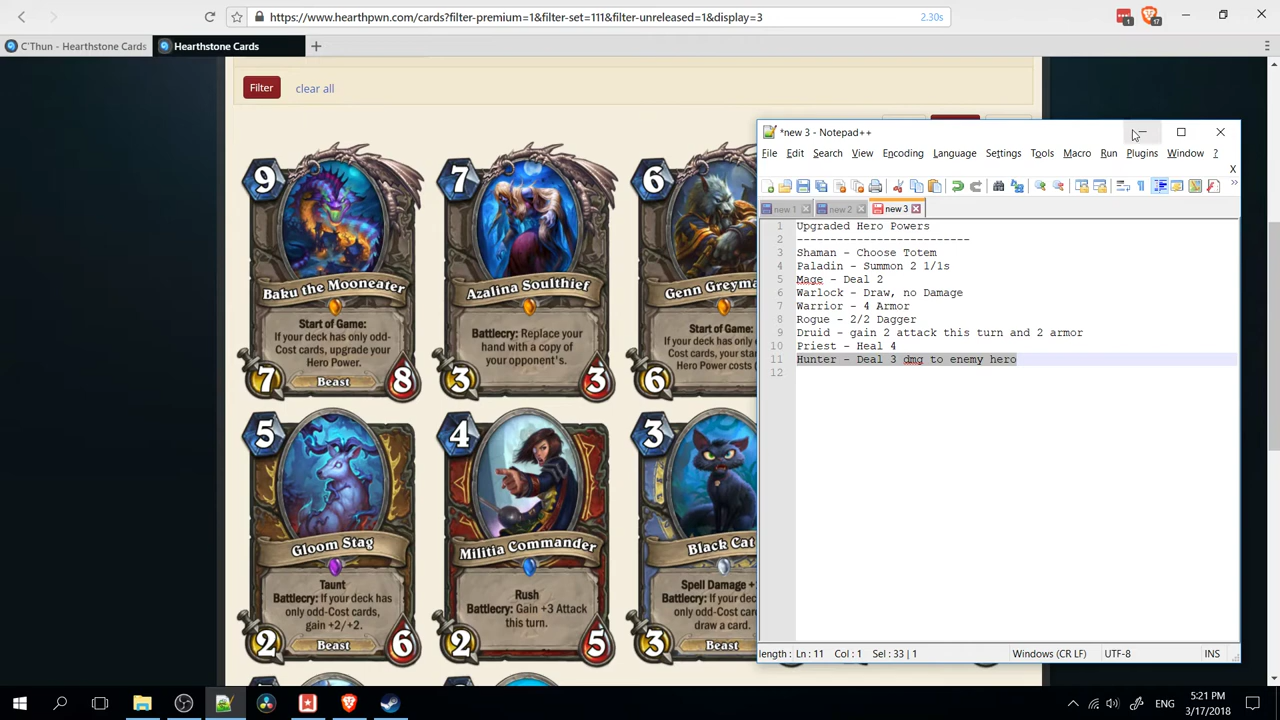 https://www.hearthpwn.com/cards?filter-premium=1&filter-set=111&filter-unreleased=1&display=3
2.30s
1
17
C'Thun - Hearthstone Cards
Hearthstone Cards
Filter
clear all
9
Baku the Mooneater
Start of Game:
If your deck has only odd-
Cost cards, upgrade your
Hero Power.
Beast
7
8
7
Azalina Soulthief
Battlecry: Replace your
hand with a copy of
your opponent's.
3
3
6
Genn Greyma
Start of Game:
If your deck has only
Cost cards, your star
Hero Power costs (
6
5
Gloom Stag
Taunt
Battlecry: If your deck has
only odd-Cost cards,
gain +2/+2.
Beast
2
6
4
Militia Commander
Rush
Battlecry: Gain +3 Attack
this turn.
2
5
3
Black Cat
Spell Damage +
Battlecry: If your dec
only odd-Cost cards
draw a card.
Beast
3
*new 3 - Notepad++
File Edit Search View Encoding Language Settings Tools Macro Run Plugins Window ?
X
new 1
new 2
new 3
1 Upgraded Hero Powers
2 --------------------------
3 Shaman - Choose Totem
4 Paladin - Summon 2 1/1s
5 Mage - Deal 2
6 Warlock - Draw, no Damage
7 Warrior - 4 Armor
8 Rogue - 2/2 Dagger
9 Druid - gain 2 attack this turn and 2 armor
10 Priest - Heal 4
11 Hunter - Deal 3 dmg to enemy hero
12
length : Ln : 11 Col : 1 Sel : 33 | 1 Windows (CR LF) UTF-8 INS
ENG
5:21 PM
3/17/2018